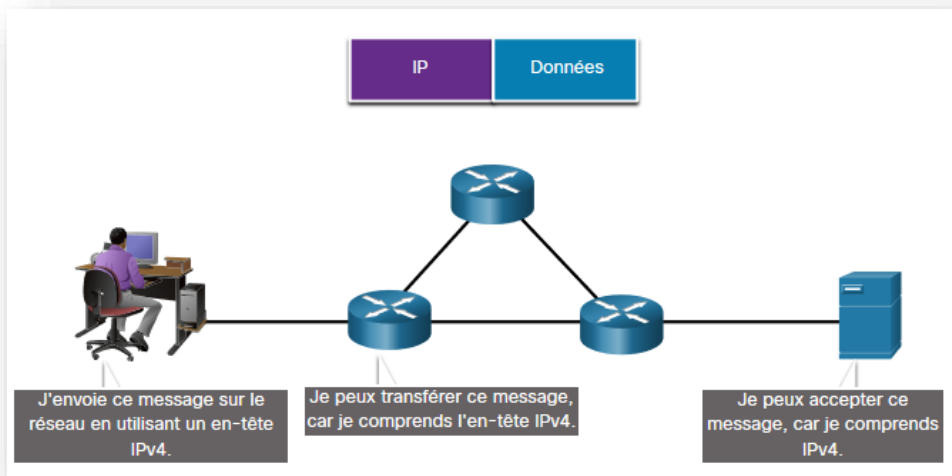 IP
Données
J'envoie ce message sur le
réseau en utilisant un en-tête
IPv4.
Je peux transférer ce message,
car je comprends l'en-tête IPv4.
Je peux accepter ce
message, car je comprends
IPv4.